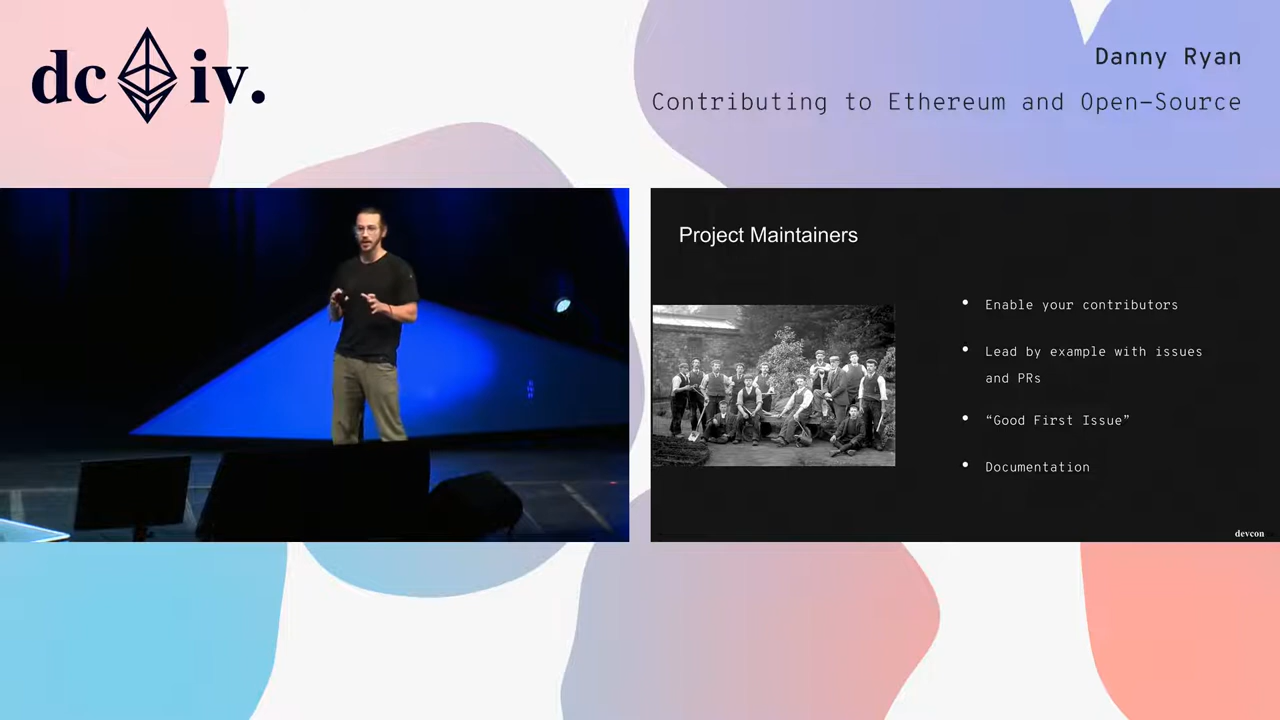 dc iv.
Danny Ryan
Contributing to Ethereum and Open-Source
Project Maintainers
• Enable your contributors
• Lead by example with issues
and PRs
• “Good First Issue”
• Documentation
devcon